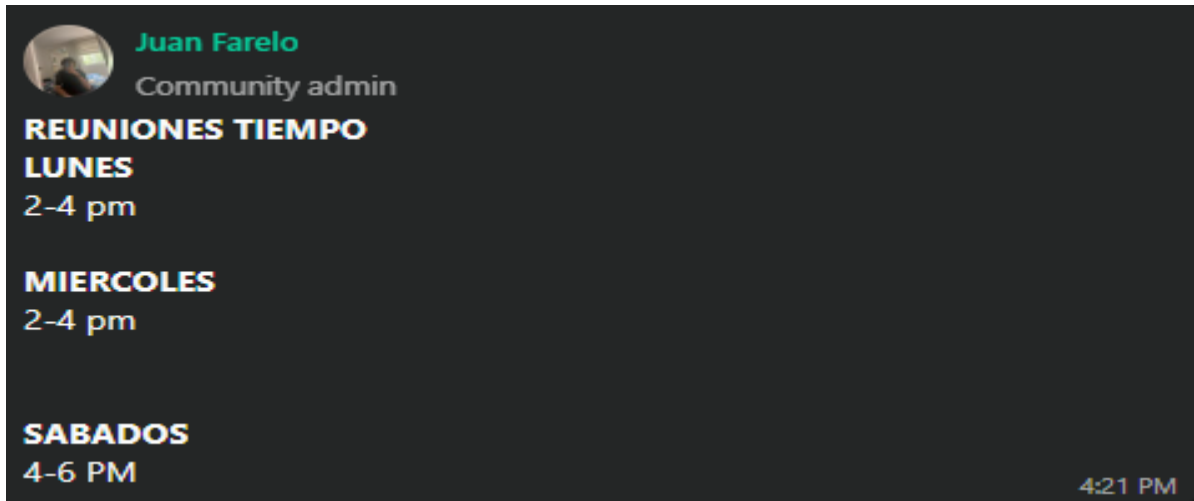 Juan Farelo
Community admin
REUNIONES TIEMPO
LUNES
2-4 pm
MIERCOLES
2-4 pm
SABADOS
4-6 PM
4:21 PM